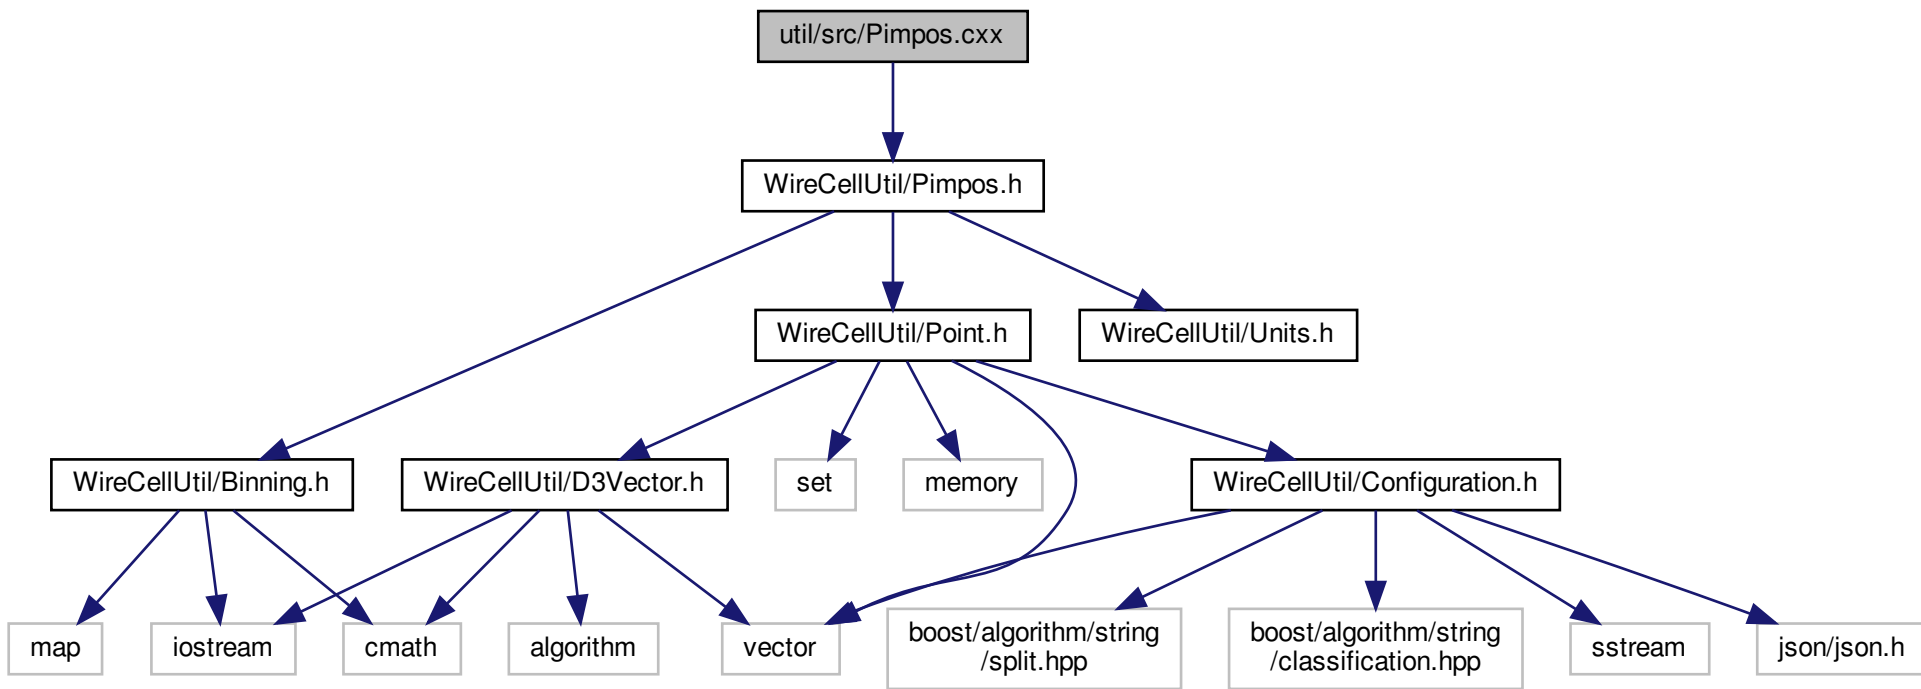 util/src/Pimpos.cxx
WireCellUtil/Pimpos.h
WireCellUtil/Point.h
WireCellUtil/Units.h
WireCellUtil/Binning.h
WireCellUtil/D3Vector.h
set
memory
WireCellUtil/Configuration.h
map
iostream
cmath
algorithm
vector
boost/algorithm/string
/split.hpp
boost/algorithm/string
/classification.hpp
sstream
json/json.h